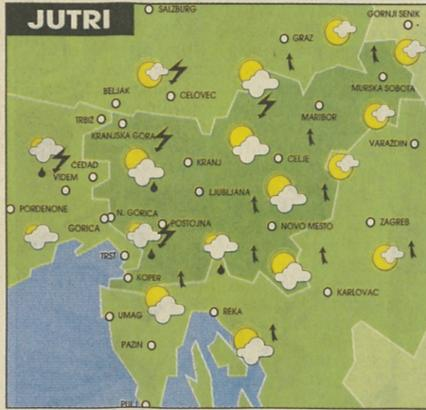 JUTRI
SALZBURG
GORNJI SENIK
GRAZ
BELJAK
CELOVEC
MURSKA SOBOTA
TRBIŽ
MARIBOR
KRANJSKA GORA
VARAŽDIN
ČEDAD
KRANJ
CELJE
VIDEM
LJUBLJANA
PORDENONE
N. GORICA
POSTOJNA
GORICA
NOVO MESTO
ZAGREB
TRST
KOPER
KARLOVAC
UMAG
REKA
PAZIN